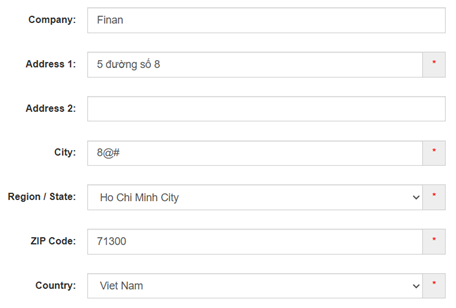 Company: Finan
Address 1: 5 đường số 8 *
Address 2:
City: 8@# *
Region / State: Ho Chi Minh City *
ZIP Code: 71300 *
Country: Viet Nam *